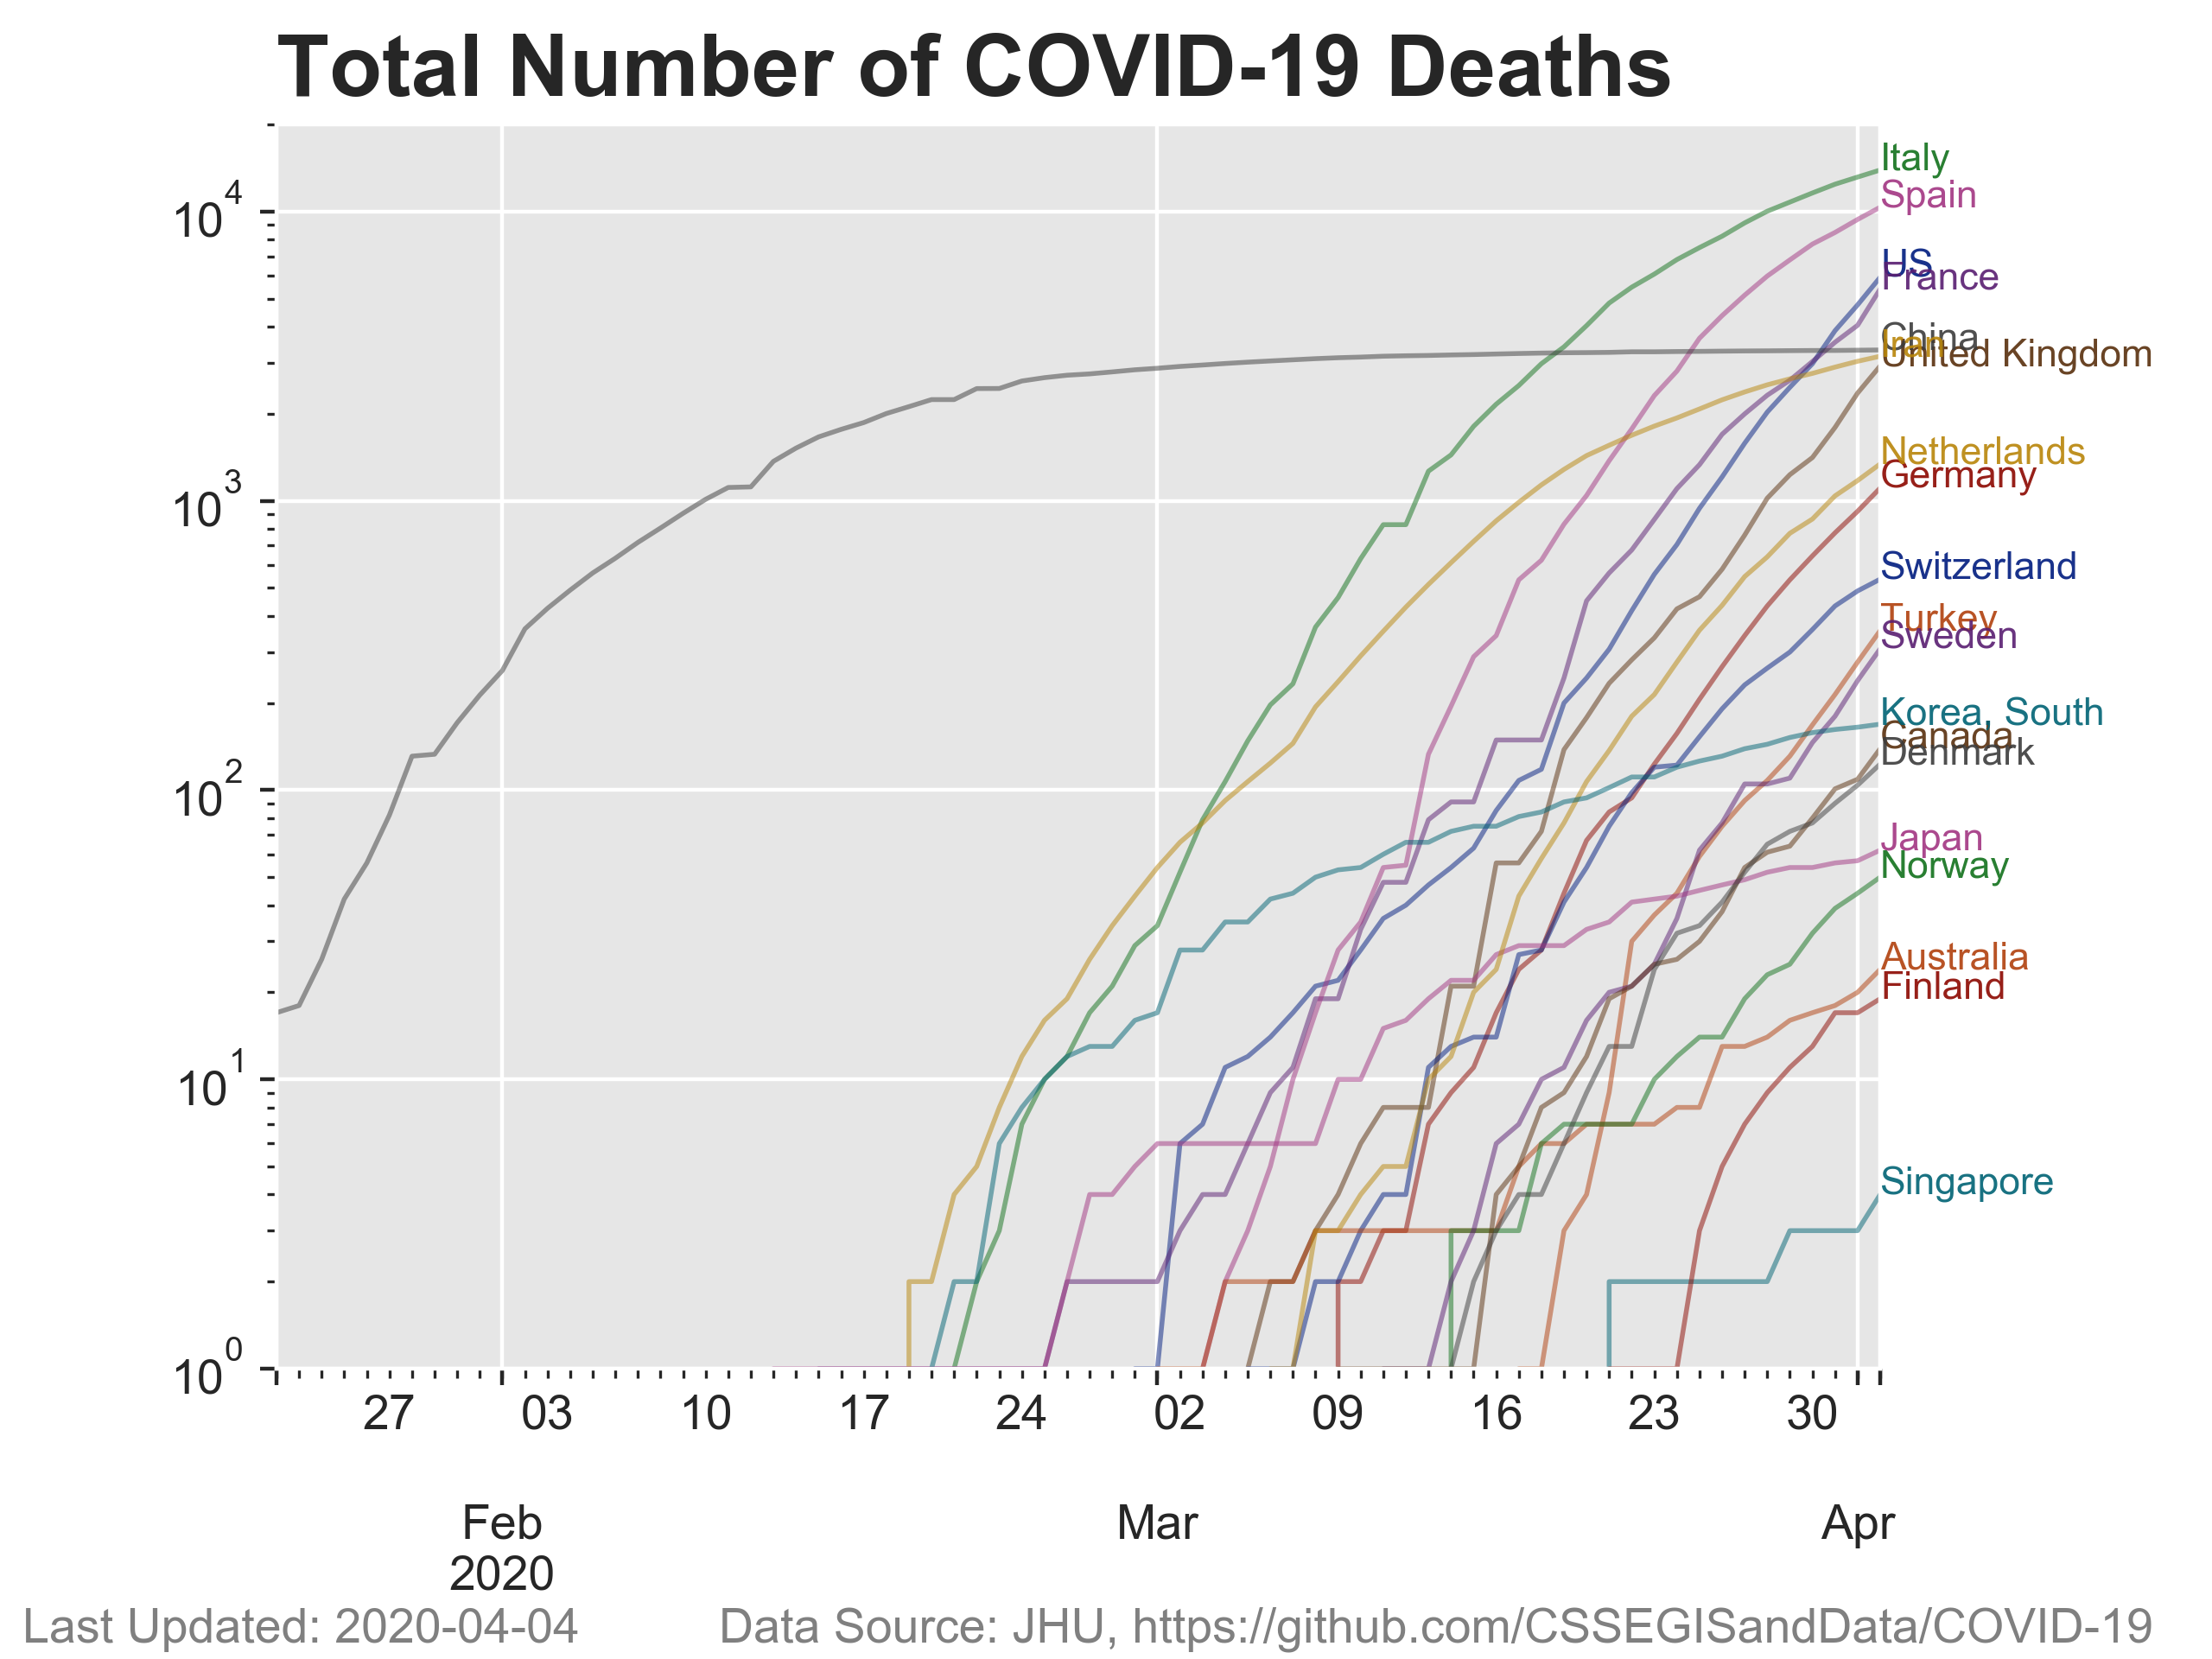 Total Number of COVID-19 Deaths
10^4
10^3
10^2
10^1
10^0
Italy
Spain
US
France
China
Iran
United Kingdom
Netherlands
Germany
Switzerland
Turkey
Sweden
Korea, South
Canada
Denmark
Japan
Norway
Australia
Finland
Singapore
27 03 10 17 24 02 09 16 23 30
Feb Mar Apr
2020
Last Updated: 2020-04-04 Data Source: JHU, https://github.com/CSSEGISandData/COVID-19